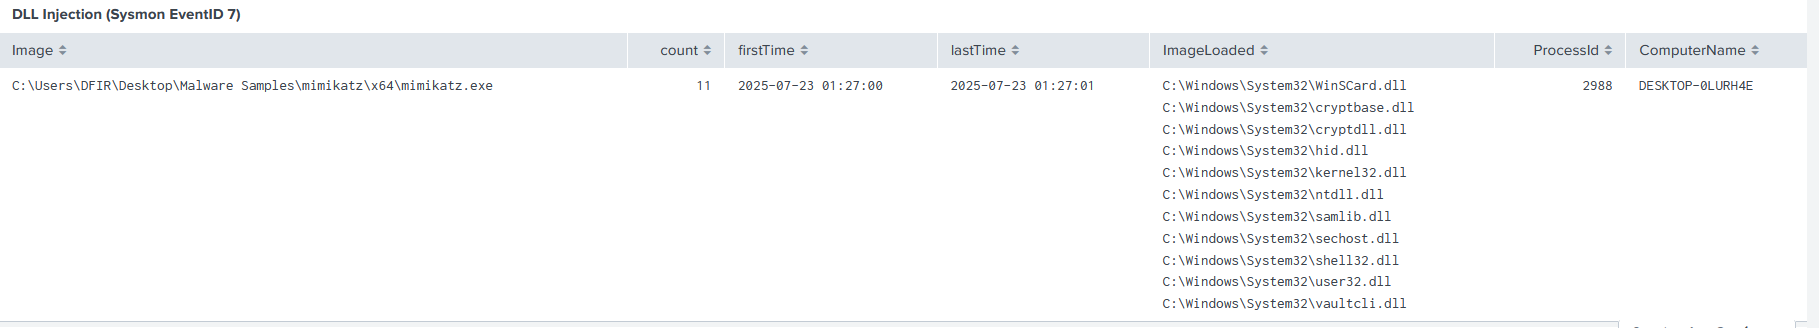 DLL Injection (Sysmon EventID 7)
Image count firstTime lastTime ImageLoaded ProcessId ComputerName
C:\Users\DFIR\Desktop\Malware Samples\mimikatz\x64\mimikatz.exe 11 2025-07-23 01:27:00 2025-07-23 01:27:01 C:\Windows\System32\WinSCard.dll 2988 DESKTOP-0LURH4E
C:\Windows\System32\cryptbase.dll
C:\Windows\System32\cryptdll.dll
C:\Windows\System32\hid.dll
C:\Windows\System32\kernel32.dll
C:\Windows\System32\ntdll.dll
C:\Windows\System32\samlib.dll
C:\Windows\System32\sechost.dll
C:\Windows\System32\shell32.dll
C:\Windows\System32\user32.dll
C:\Windows\System32\vaultcli.dll